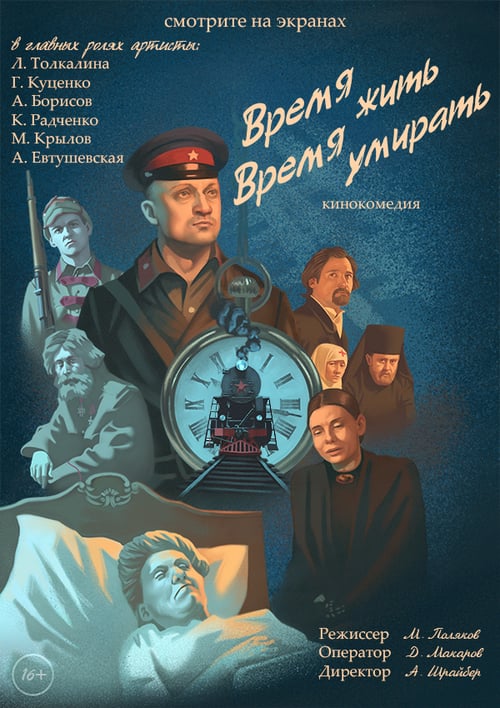 смотрите на экранах
в главных ролях артисты:
Л. Толкалина
Г. Куценко
А. Борисов
К. Радченко
М. Крылов
А. Евтушевская
Время жить
Время умирать
кинокомедия
Режиссер М. Поляков
Оператор Д. Макаров
Директор А. Шрайбер
16+